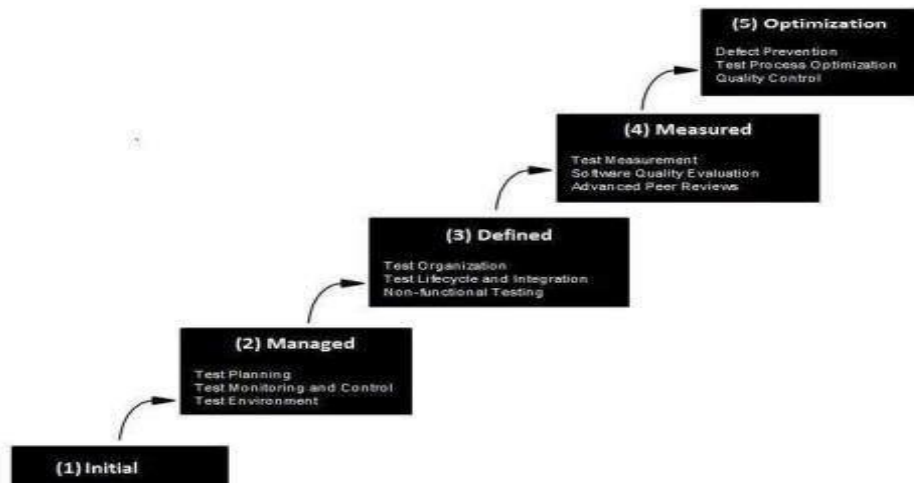 (5) Optimization
Defect Prevention
Test Process Optimization
Quality Control
(4) Measured
Test Measurement
Software Quality Evaluation
Advanced Peer Reviews
(3) Defined
Test Organization
Test Lifecycle and Integration
Non-functional Testing
(2) Managed
Test Planning
Test Monitoring and Control
Test Environment
(1) Initial